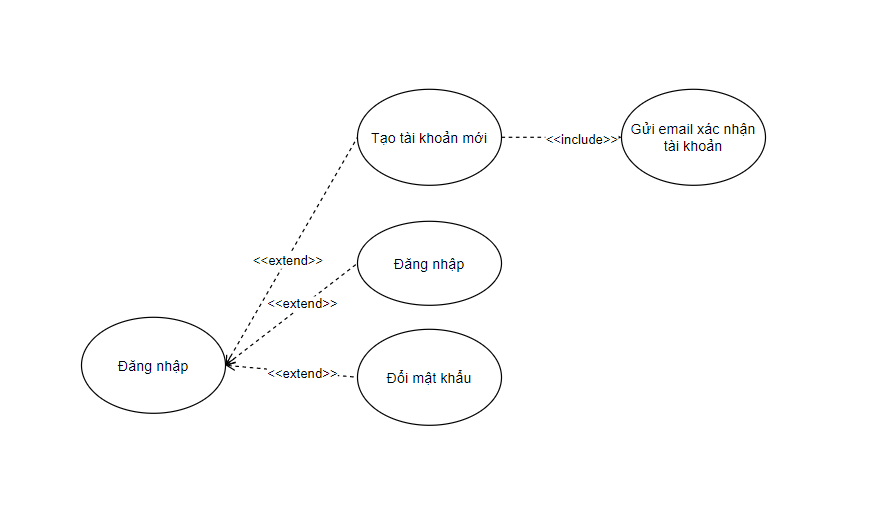 Tạo tài khoản mới
<<include>>
Gửi email xác nhận
tài khoản
<<extend>>
Đăng nhập
<<extend>>
Đăng nhập
<<extend>>
Đổi mật khẩu